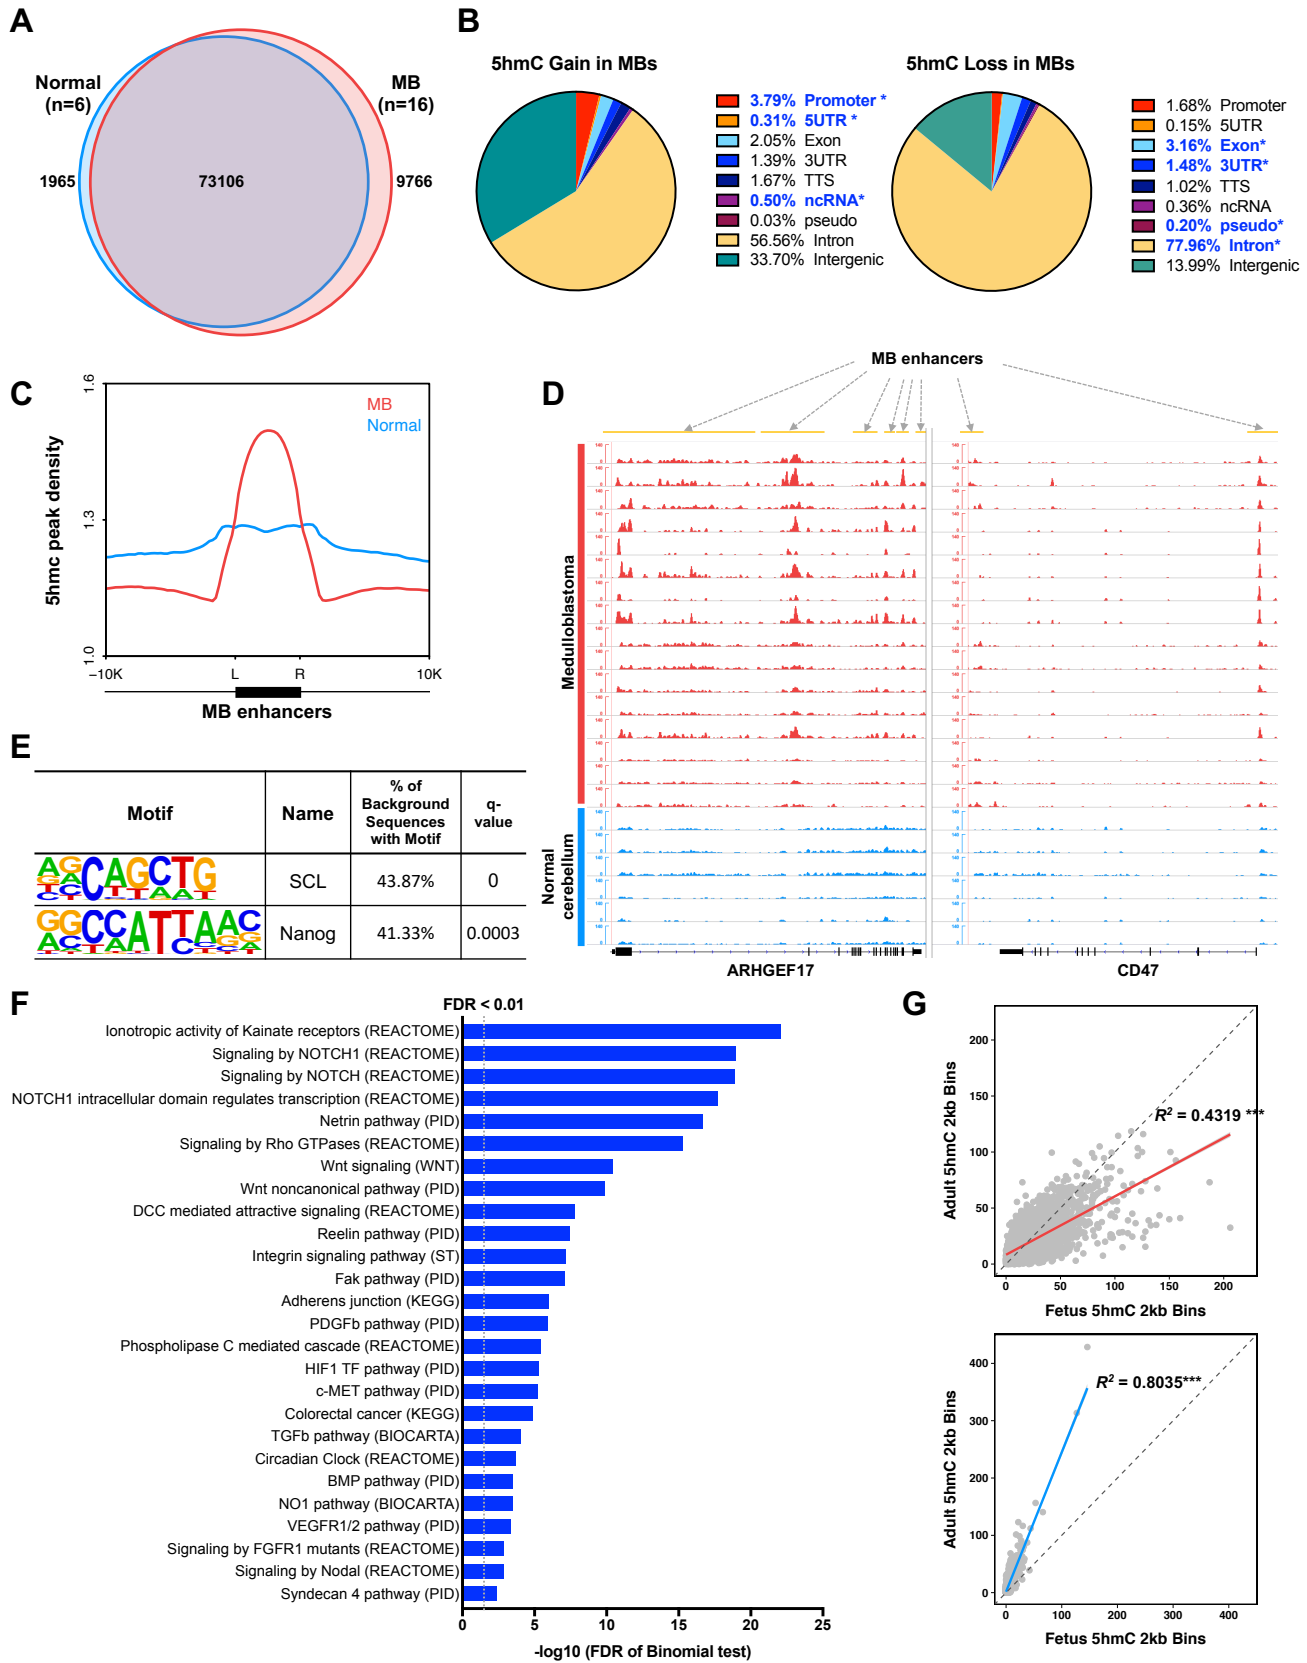 A
Normal
(n=6)
MB
(n=16)
1965
73106
9766
B
5hmC Gain in MBs
3.79% Promoter *
0.31% 5UTR *
2.05% Exon
1.39% 3UTR
1.67% TTS
0.50% ncRNA*
0.03% pseudo
56.56% Intron
33.70% Intergenic
5hmC Loss in MBs
1.68% Promoter
0.15% 5UTR
3.16% Exon*
1.48% 3UTR*
1.02% TTS
0.36% ncRNA
0.20% pseudo*
77.96% Intron*
13.99% Intergenic
C
5hmc peak density
1.6
1.3
1.0
MB
Normal
−10K
L
R
10K
MB enhancers
D
MB enhancers
Medulloblastoma
Normal
cerebellum
ARHGEF17
CD47
E
Motif
Name
% of
Background
Sequences
with Motif
q-
value
SCL
43.87%
0
Nanog
41.33%
0.0003
F
FDR < 0.01
Ionotropic activity of Kainate receptors (REACTOME)
Signaling by NOTCH1 (REACTOME)
Signaling by NOTCH (REACTOME)
NOTCH1 intracellular domain regulates transcription (REACTOME)
Netrin pathway (PID)
Signaling by Rho GTPases (REACTOME)
Wnt signaling (WNT)
Wnt noncanonical pathway (PID)
DCC mediated attractive signaling (REACTOME)
Reelin pathway (PID)
Integrin signaling pathway (ST)
Fak pathway (PID)
Adherens junction (KEGG)
PDGFb pathway (PID)
Phospholipase C mediated cascade (REACTOME)
HIF1 TF pathway (PID)
c-MET pathway (PID)
Colorectal cancer (KEGG)
TGFb pathway (BIOCARTA)
Circadian Clock (REACTOME)
BMP pathway (PID)
NO1 pathway (BIOCARTA)
VEGFR1/2 pathway (PID)
Signaling by FGFR1 mutants (REACTOME)
Signaling by Nodal (REACTOME)
Syndecan 4 pathway (PID)
0 5 10 15 20 25
-log10 (FDR of Binomial test)
G
Adult 5hmC 2kb Bins
200
150
100
50
0
R² = 0.4319 ***
0 50 100 150 200
Fetus 5hmC 2kb Bins
Adult 5hmC 2kb Bins
400
300
200
100
0
R² = 0.8035***
0 100 200 300 400
Fetus 5hmC 2kb Bins